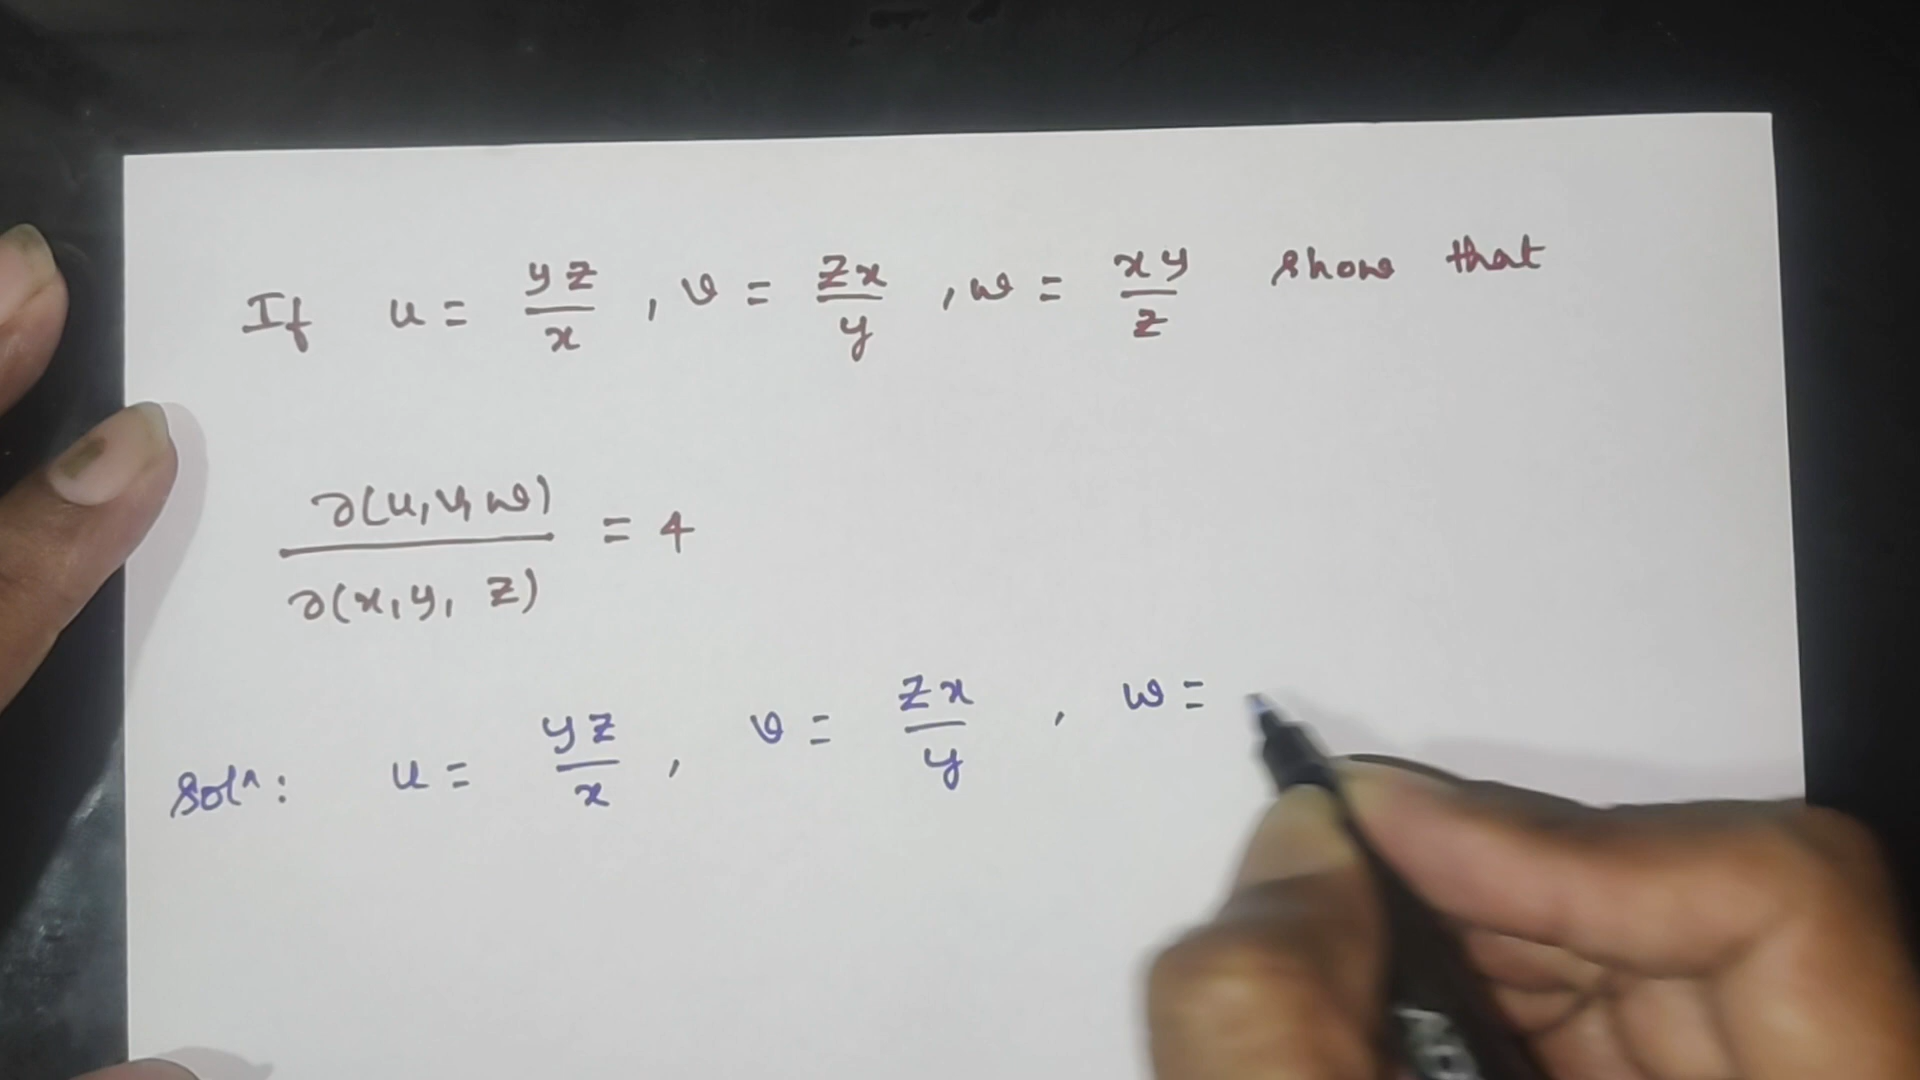 If u = yz/x , v = zx/y , w = xy/z show that
∂(u,v,w)/∂(x,y,z) = 4
Solⁿ: u = yz/x , v = zx/y , w =